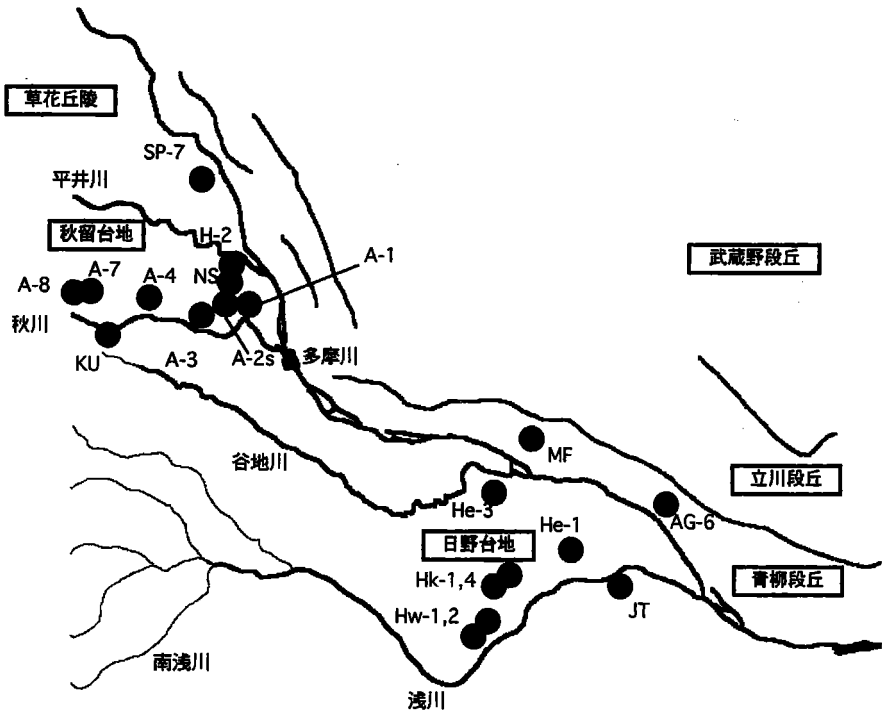 草花丘陵
SP-7
平井川
秋留台地
H-2
A-1
武蔵野段丘
A-8
A-7
A-4
NS
秋川
KU
A-3
A-2s
多摩川
谷地川
MF
立川段丘
He-3
AG-6
日野台地
He-1
Hk-1,4
青柳段丘
Hw-1,2
JT
南浅川
浅川